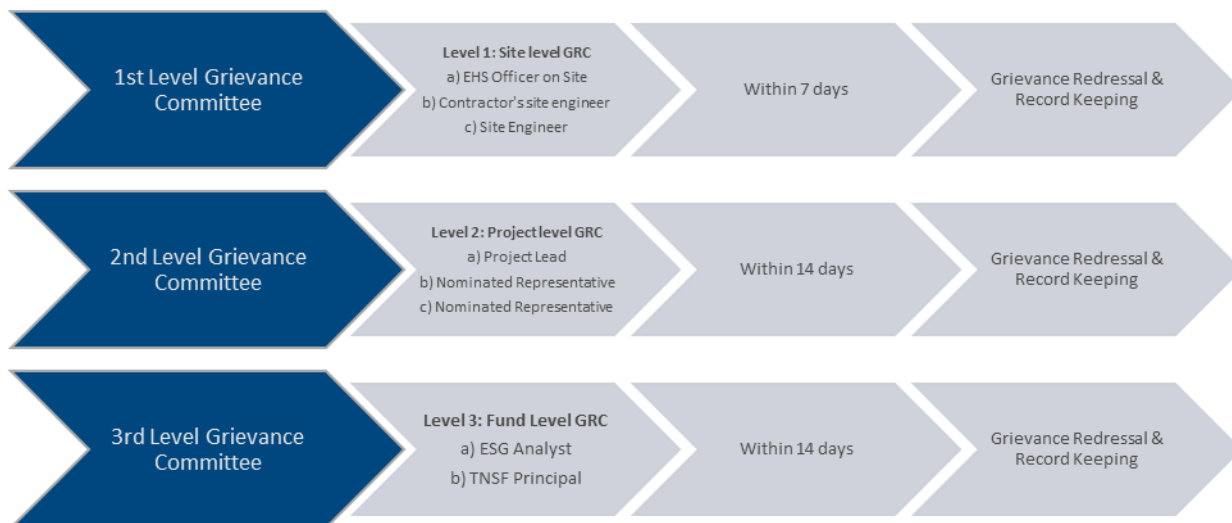 1st Level Grievance
Committee
Level 1: Site level GRC
a) EHS Officer on Site
b) Contractor's site engineer
c) Site Engineer
Within 7 days
Grievance Redressal &
Record Keeping
2nd Level Grievance
Committee
Level 2: Project level GRC
a) Project Lead
b) Nominated Representative
c) Nominated Representative
Within 14 days
Grievance Redressal &
Record Keeping
3rd Level Grievance
Committee
Level 3: Fund Level GRC
a) ESG Analyst
b) TNSF Principal
Within 14 days
Grievance Redressal &
Record Keeping